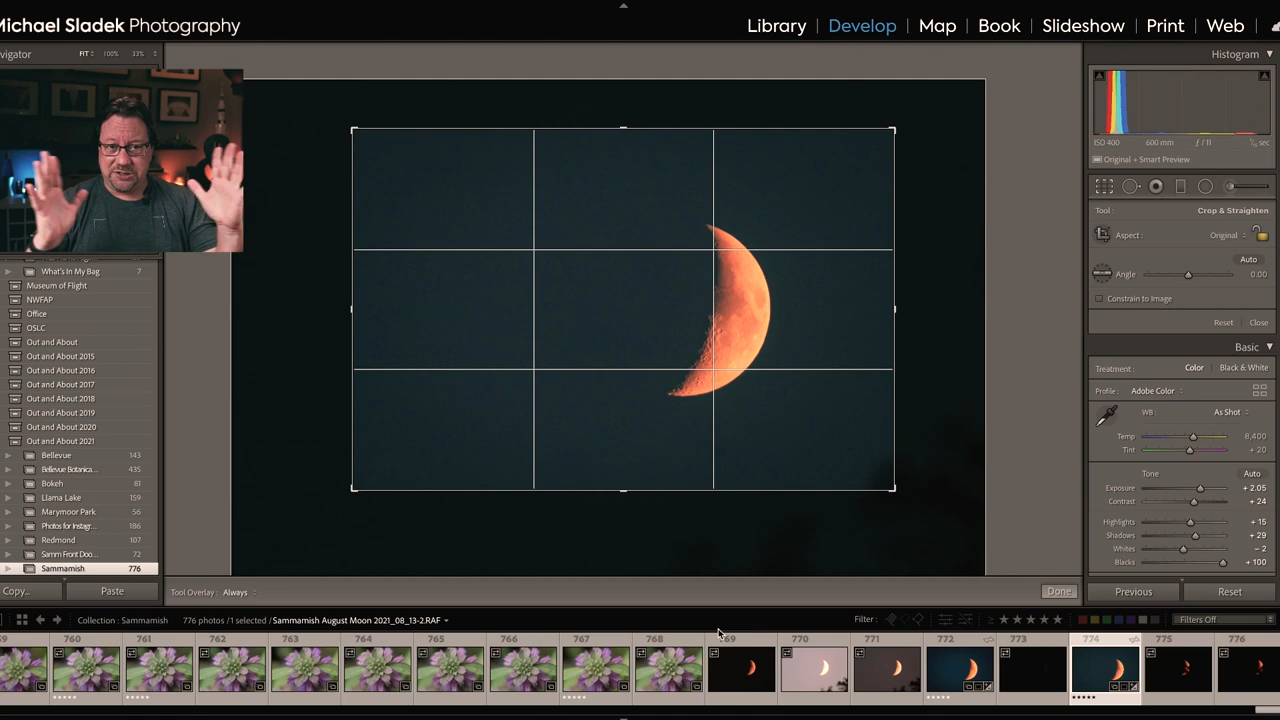 Michael Sladek Photography
Library | Develop | Map | Book | Slideshow | Print | Web
vigator FIT 100% 33%
Histogram
ISO 400 600 mm ƒ / 11 sec
Original + Smart Preview
Tool : Crop & Straighten
Aspect : Original
Auto
Angle 0.00
Constrain to Image
Reset Close
Basic
Treatment : Color Black & White
Profile : Adobe Color
WB : As Shot
Temp 8,400
Tint + 20
Tone Auto
Exposure + 2.05
Contrast + 24
Highlights + 15
Shadows + 29
Whites – 2
Blacks + 100
Previous Reset
What's In My Bag 7
Museum of Flight
NWFAP
Office
OSLC
Out and About
Out and About 2015
Out and About 2016
Out and About 2017
Out and About 2018
Out and About 2019
Out and About 2020
Out and About 2021
Bellevue 143
Bellevue Botanica... 435
Bokeh 81
Llama Lake 159
Marymoor Park 56
Photos for Instagr... 186
Redmond 107
Samm Front Doo... 72
Sammamish 776
Copy... Paste
Tool Overlay : Always Done
Collection : Sammamish 776 photos / 1 selected / Sammamish August Moon 2021_08_13-2.RAF
Filter : Filters Off
59 760 761 762 763 764 765 766 767 768 769 770 771 772 773 774 775 776